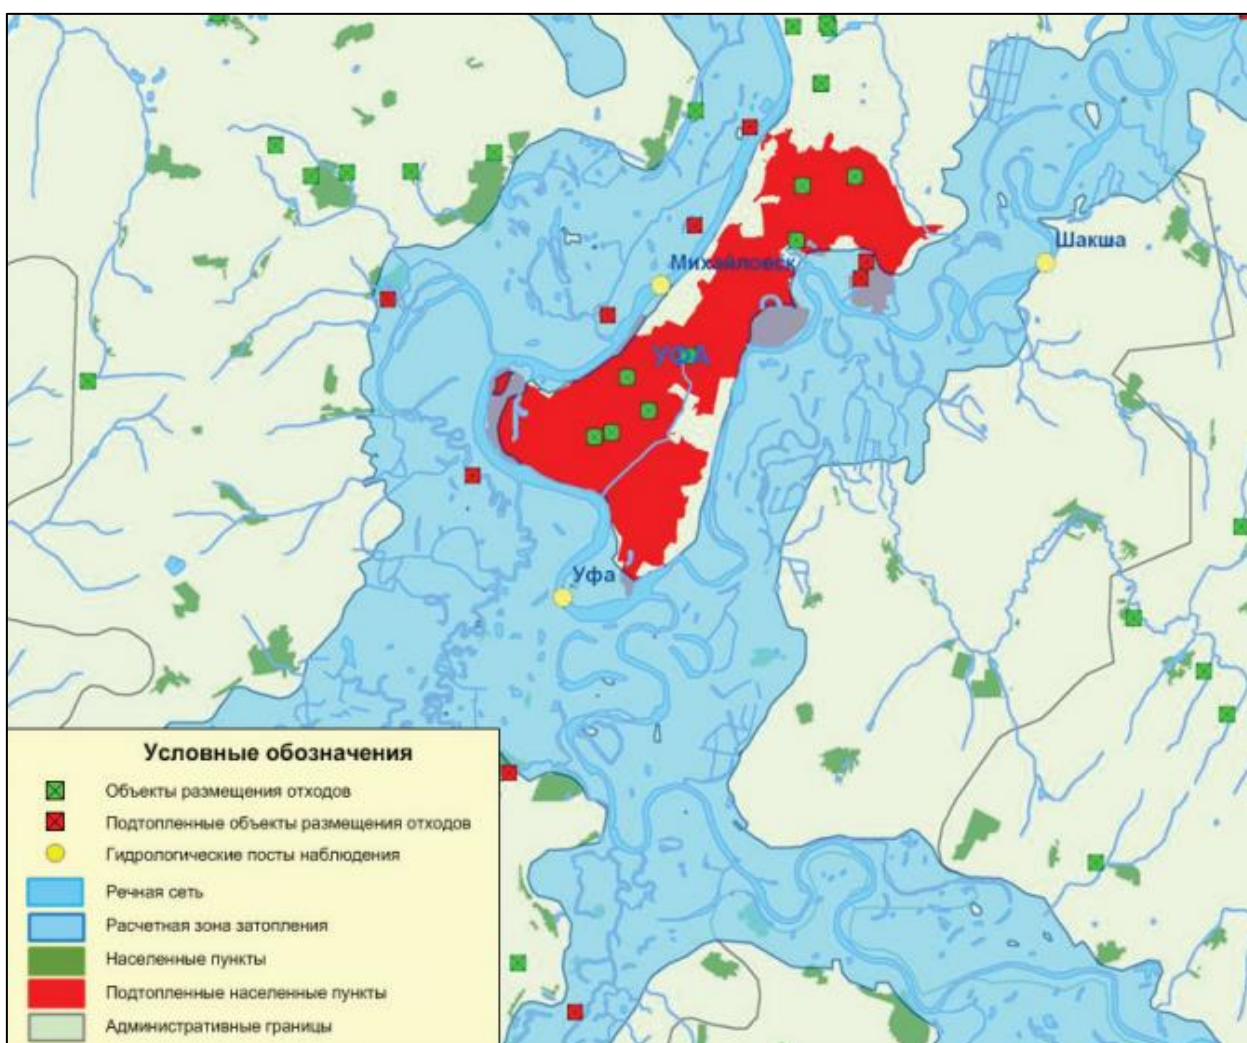 Шакша
Михайловск
УФА
Уфа
Условные обозначения
Объекты размещения отходов
Подтопленные объекты размещения отходов
Гидрологические посты наблюдения
Речная сеть
Расчетная зона затопления
Населенные пункты
Подтопленные населенные пункты
Административные границы